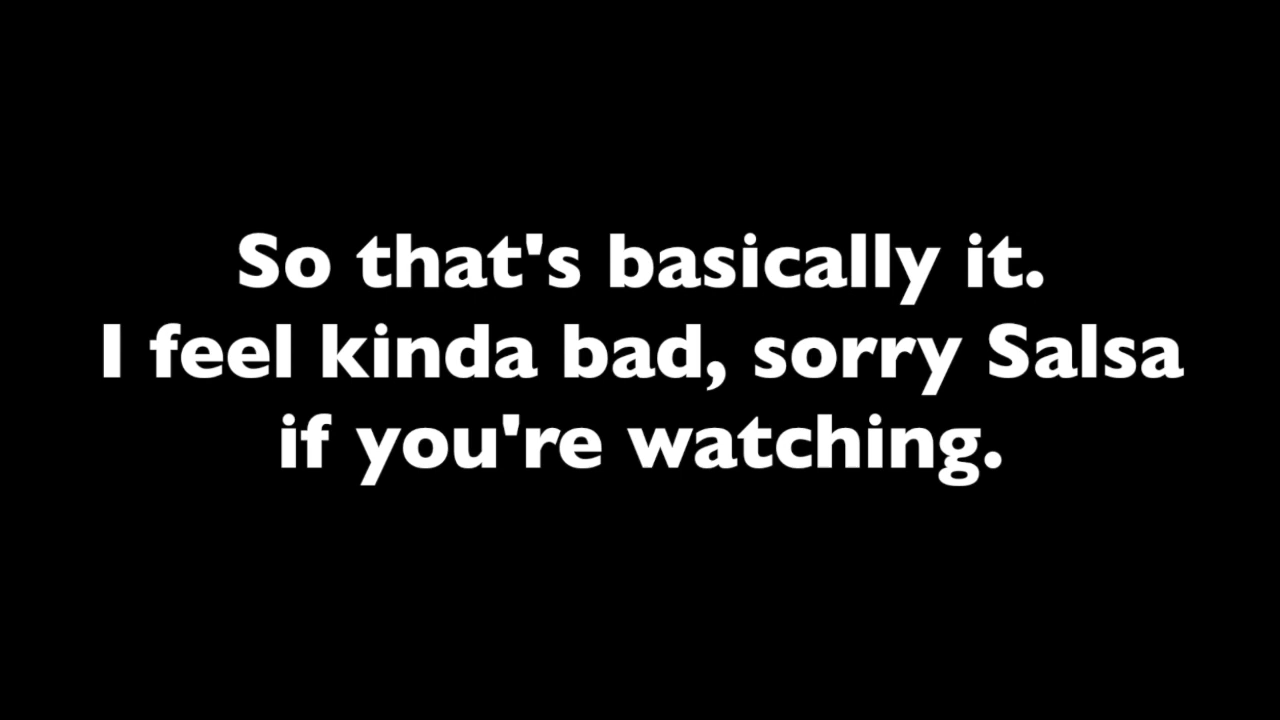 So that's basically it.
I feel kinda bad, sorry Salsa
if you're watching.